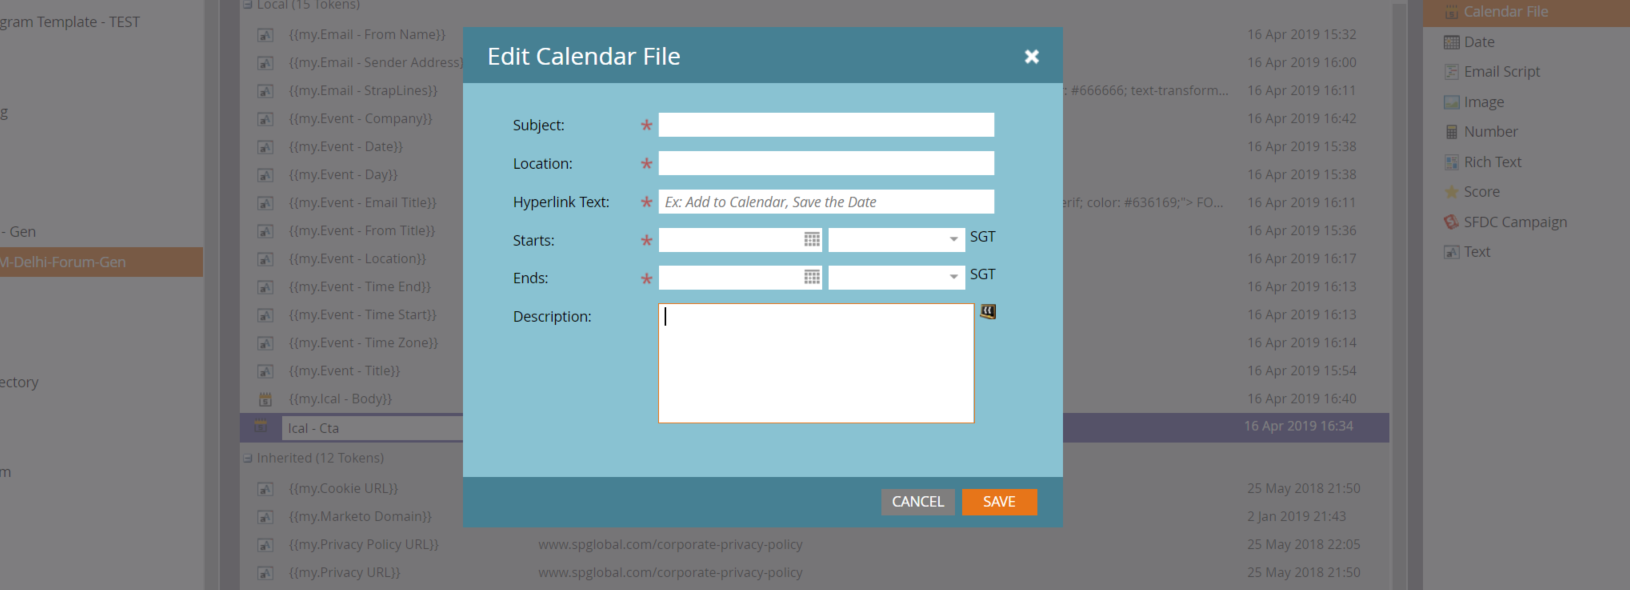 Local (15 Tokens)
Calendar File
gram Template - TEST
{{my.Email - From Name}} 16 Apr 2019 15:32
Edit Calendar File
Date
{{my.Email - Sender Address} 16 Apr 2019 16:00
Email Script
{{my.Email - StrapLines}} : #666666; text-transform... 16 Apr 2019 16:11
Image
g
{{my.Event - Company}} 16 Apr 2019 16:42
Subject: *
Number
{{my.Event - Date}} 16 Apr 2019 15:38
Location: *
Rich Text
{{my.Event - Day}} 16 Apr 2019 15:38
Score
{{my.Event - Email Title}} erif; color: #636169;"> FO... 16 Apr 2019 16:11
Hyperlink Text: * Ex: Add to Calendar, Save the Date
SFDC Campaign
- Gen
{{my.Event - From Title}} 16 Apr 2019 15:36
Starts: * SGT
Text
M-Delhi-Forum-Gen
{{my.Event - Location}} 16 Apr 2019 16:17
Ends: * SGT
{{my.Event - Time End}} 16 Apr 2019 16:13
{{my.Event - Time Start}} 16 Apr 2019 16:13
Description:
{{my.Event - Time Zone}} 16 Apr 2019 16:14
{{my.Event - Title}} 16 Apr 2019 15:54
ectory
{{my.Ical - Body}} 16 Apr 2019 16:40
Ical - Cta 16 Apr 2019 16:34
Inherited (12 Tokens)
m
{{my.Cookie URL}} 25 May 2018 21:50
CANCEL SAVE
{{my.Marketo Domain}} 2 Jan 2019 21:43
{{my.Privacy Policy URL}} www.spglobal.com/corporate-privacy-policy 25 May 2018 22:05
{{my.Privacy URL}} www.spglobal.com/corporate-privacy-policy 25 May 2018 21:50